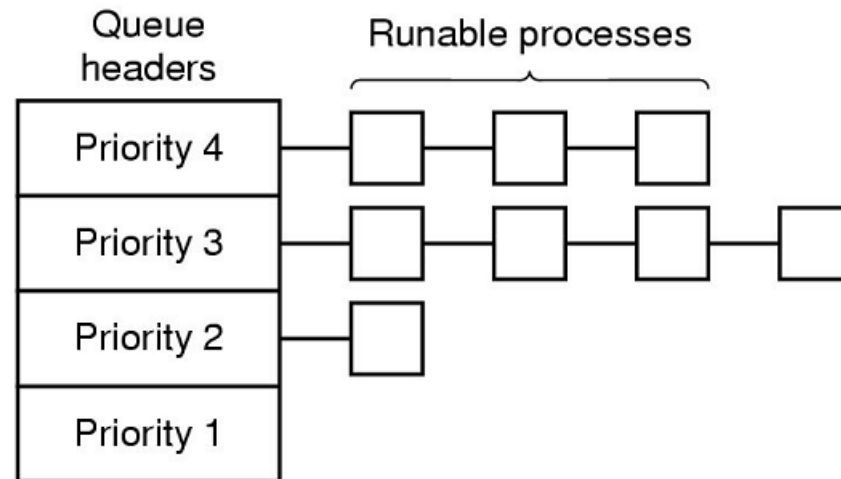 Queue
headers
Runable processes
Priority 4
Priority 3
Priority 2
Priority 1